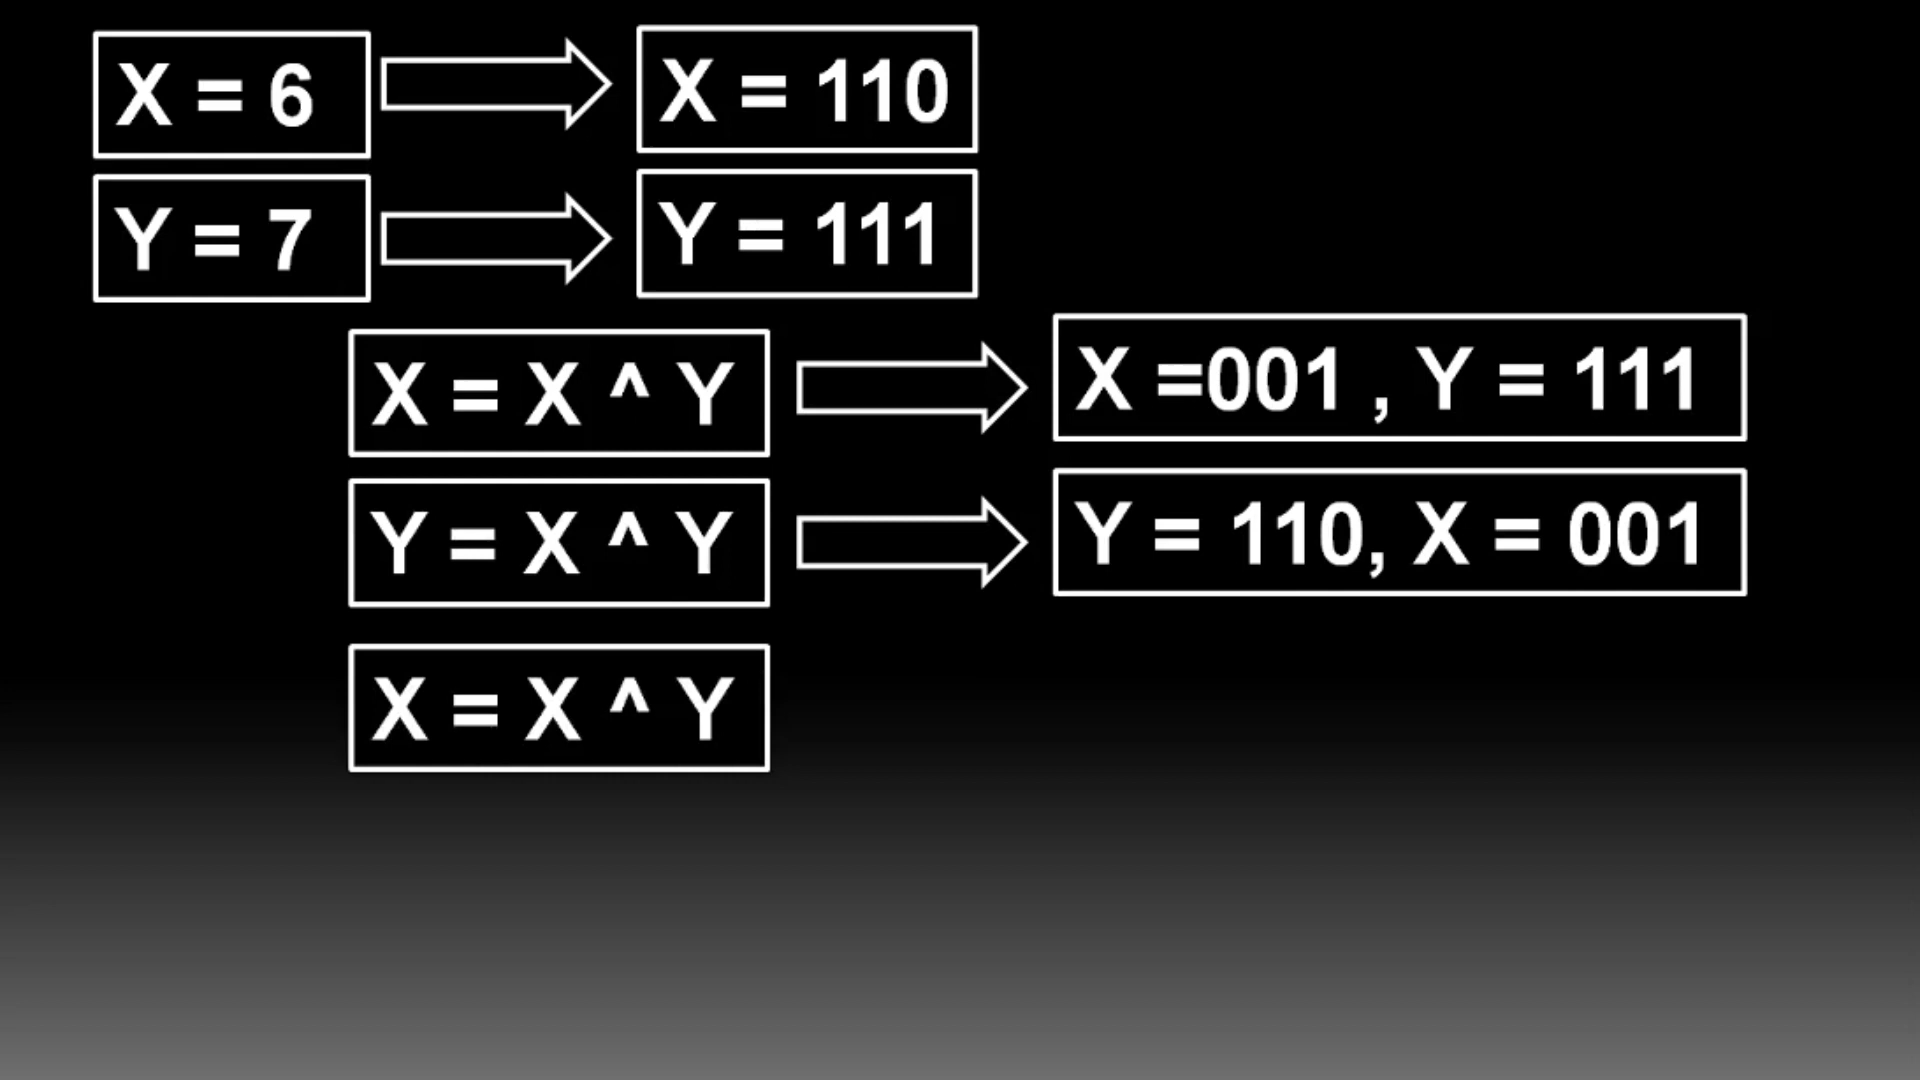 X = 6
X = 110
Y = 7
Y = 111
X = X ^ Y
X =001 , Y = 111
Y = X ^ Y
Y = 110, X = 001
X = X ^ Y